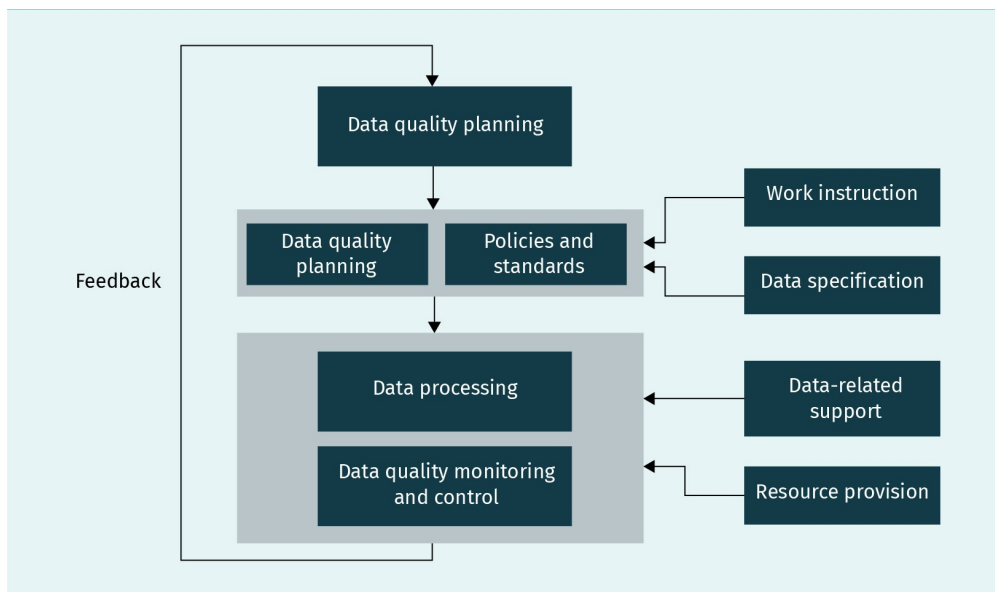 Data quality planning
Work instruction
Data quality
planning
Policies and
standards
Feedback
Data specification
Data processing
Data-related
support
Data quality monitoring
and control
Resource provision